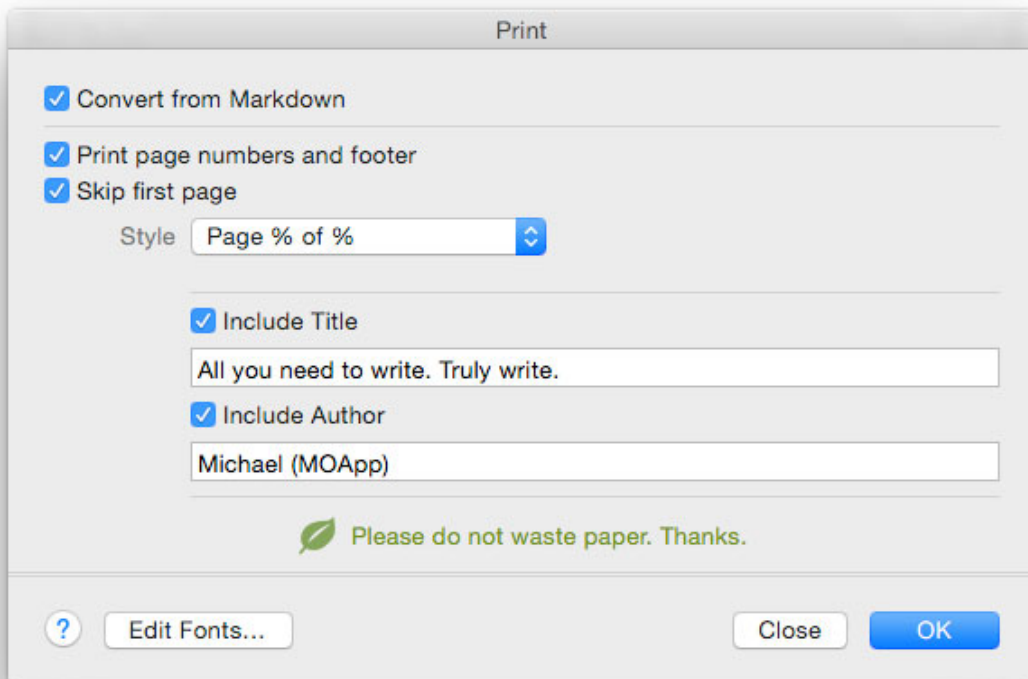 Print
Convert from Markdown
Print page numbers and footer
Skip first page
Style Page % of %
Include Title
All you need to write. Truly write.
Include Author
Michael (MOApp)
Please do not waste paper. Thanks.
? Edit Fonts... Close OK